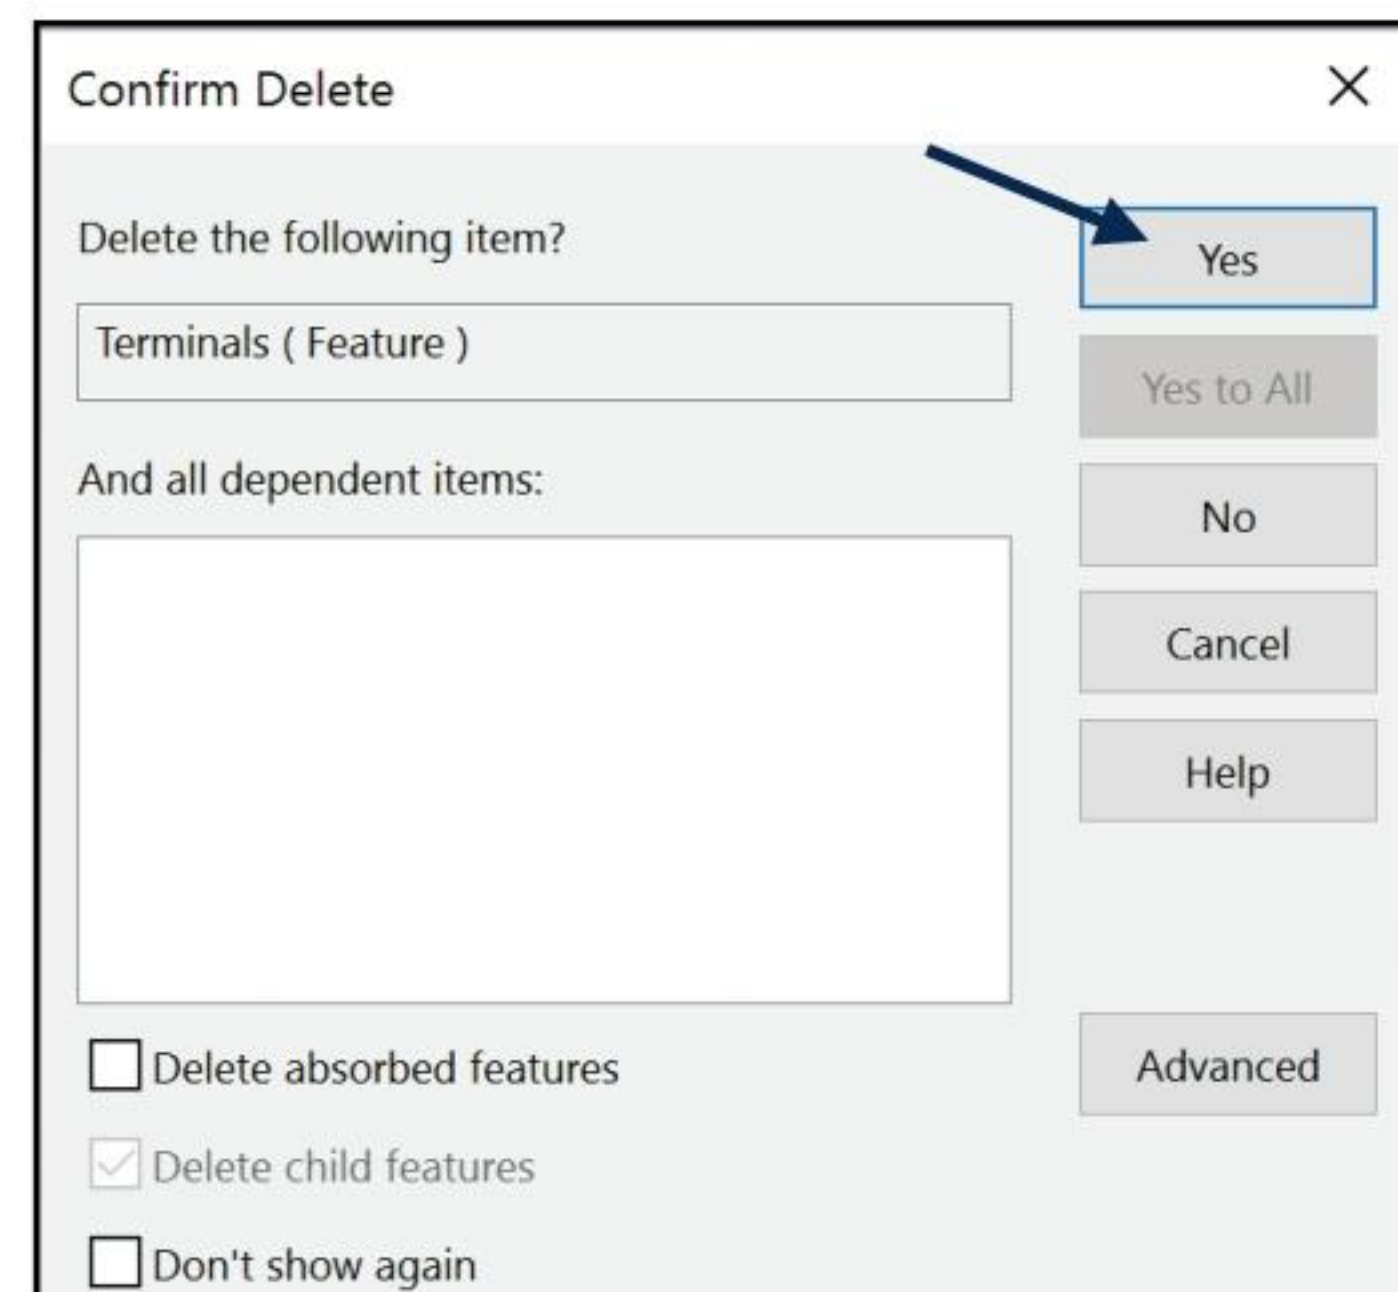 Confirm Delete
Delete the following item?
Yes
Terminals ( Feature )
Yes to All
And all dependent items:
No
Cancel
Help
Delete absorbed features
Advanced
Delete child features
Don't show again